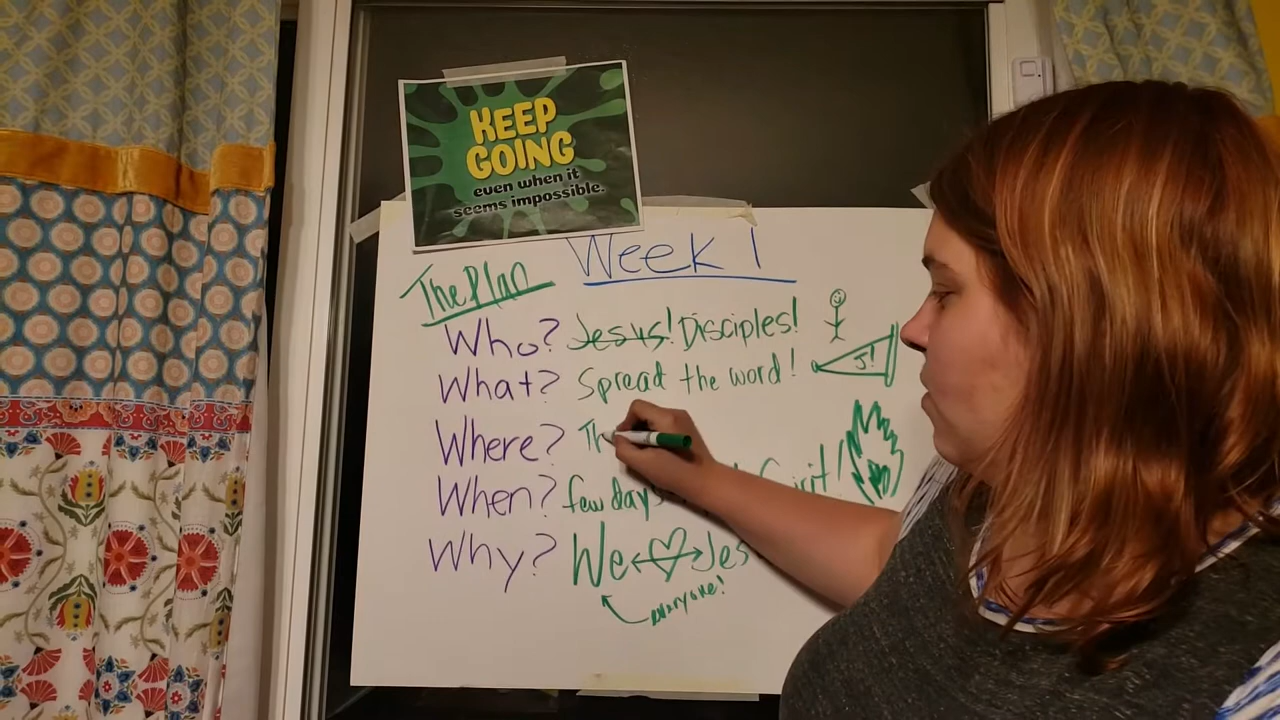 KEEP
GOING
even when it
seems impossible.
Week 1
The Plan
Who? Jesus! Disciples!
What? Spread the word! J!
Where? Th
When? few days
Why? We Jes
everyone!